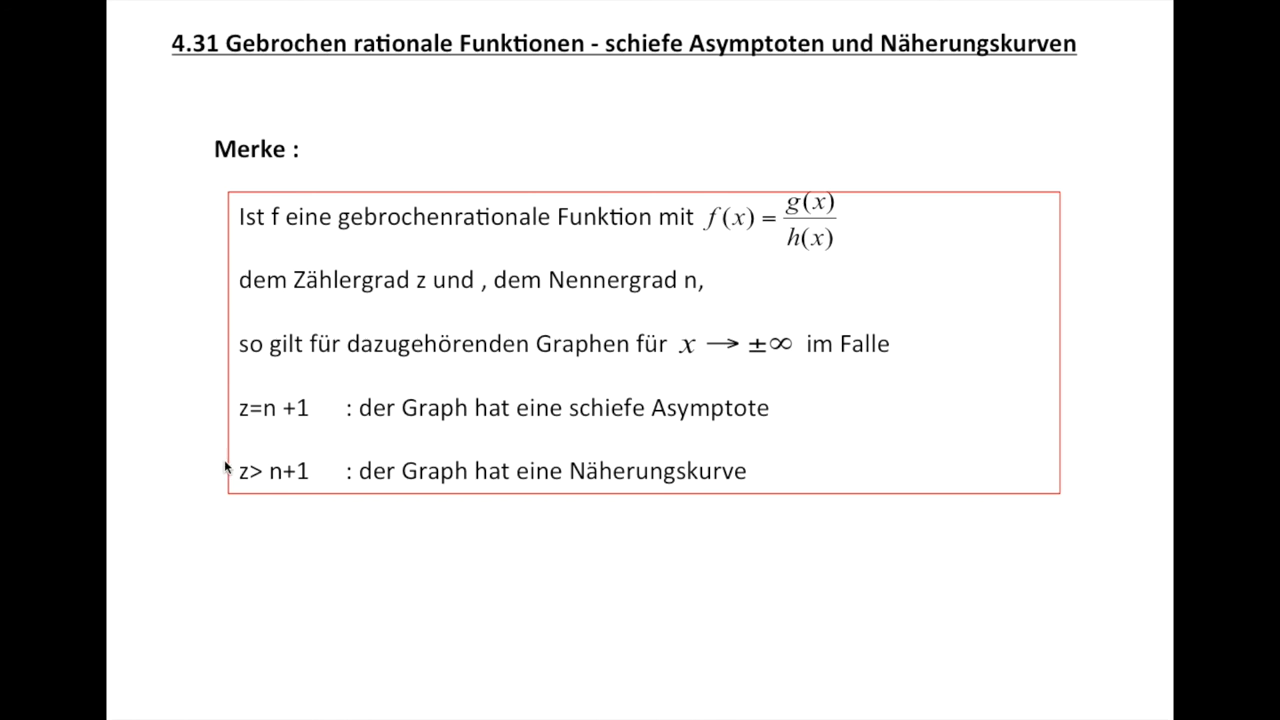 4.31 Gebrochen rationale Funktionen - schiefe Asymptoten und Näherungskurven
Merke :
Ist f eine gebrochenrationale Funktion mit f(x) = g(x) / h(x)
dem Zählergrad z und , dem Nennergrad n,
so gilt für dazugehörenden Graphen für x → ±∞ im Falle
z=n +1 : der Graph hat eine schiefe Asymptote
z> n+1 : der Graph hat eine Näherungskurve